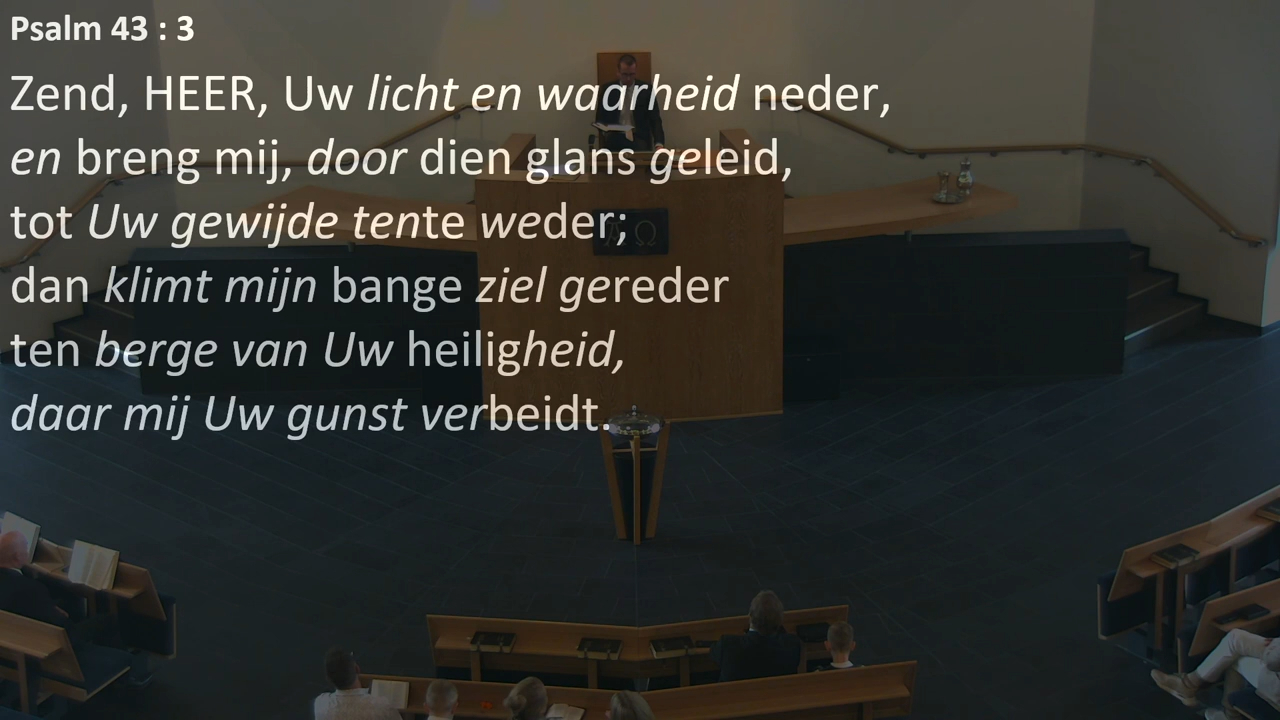 Psalm 43 : 3
Zend, HEER, Uw licht en waarheid neder,
en breng mij, door dien glans geleid,
tot Uw gewijde tente weder;
dan klimt mijn bange ziel gereder
ten berge van Uw heiligheid,
daar mij Uw gunst verbeidt.
Α Ω